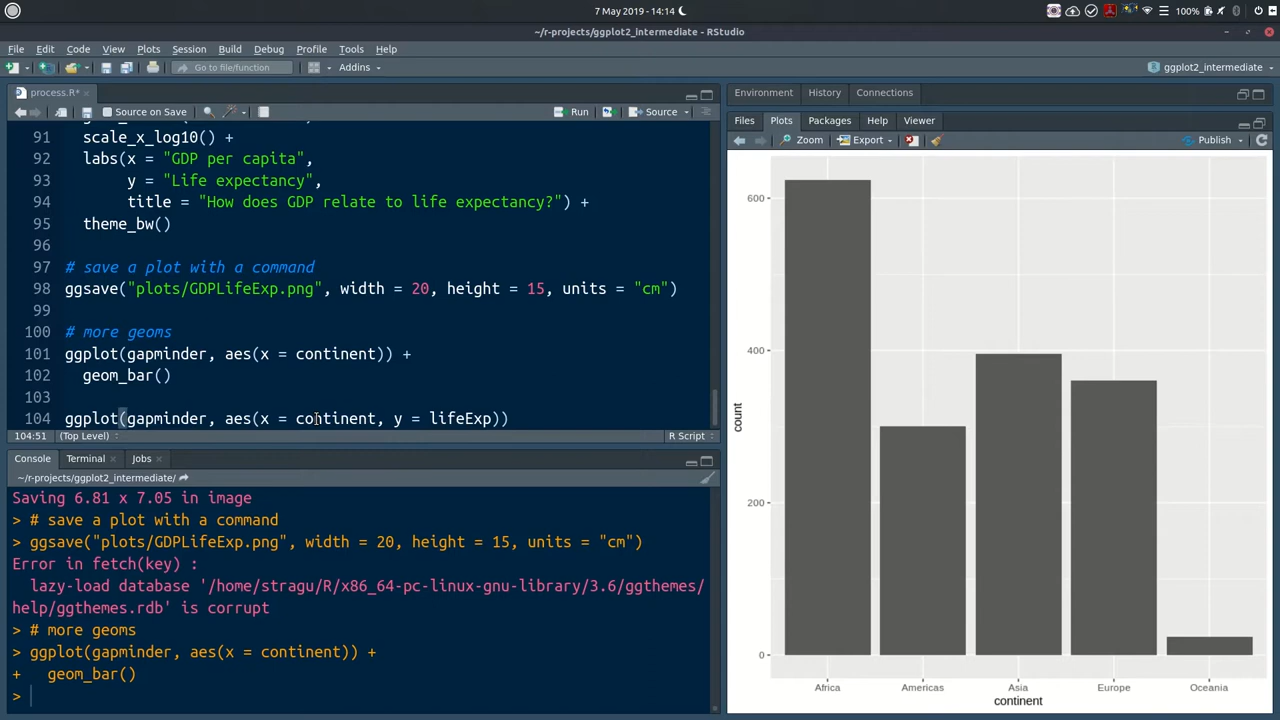 7 May 2019 - 14:14
100%
~/r-projects/ggplot2_intermediate - RStudio
File Edit Code View Plots Session Build Debug Profile Tools Help
Go to file/function
Addins
ggplot2_intermediate
process.R*
Source on Save
Run
Source
91 scale_x_log10() +
92 labs(x = "GDP per capita",
93 y = "Life expectancy",
94 title = "How does GDP relate to life expectancy?") +
95 theme_bw()
96
97 # save a plot with a command
98 ggsave("plots/GDPLifeExp.png", width = 20, height = 15, units = "cm")
99
100 # more geoms
101 ggplot(gapminder, aes(x = continent)) +
102 geom_bar()
103
104 ggplot(gapminder, aes(x = continent, y = lifeExp))
104:51 (Top Level) R Script
Console Terminal Jobs
~/r-projects/ggplot2_intermediate/
Saving 6.81 x 7.05 in image
> # save a plot with a command
> ggsave("plots/GDPLifeExp.png", width = 20, height = 15, units = "cm")
Error in fetch(key) :
lazy-load database '/home/stragu/R/x86_64-pc-linux-gnu-library/3.6/ggthemes/
help/ggthemes.rdb' is corrupt
> # more geoms
> ggplot(gapminder, aes(x = continent)) +
+ geom_bar()
>
Environment History Connections
Files Plots Packages Help Viewer
Zoom Export Publish
600
400
200
0
count
Africa Americas Asia Europe Oceania
continent